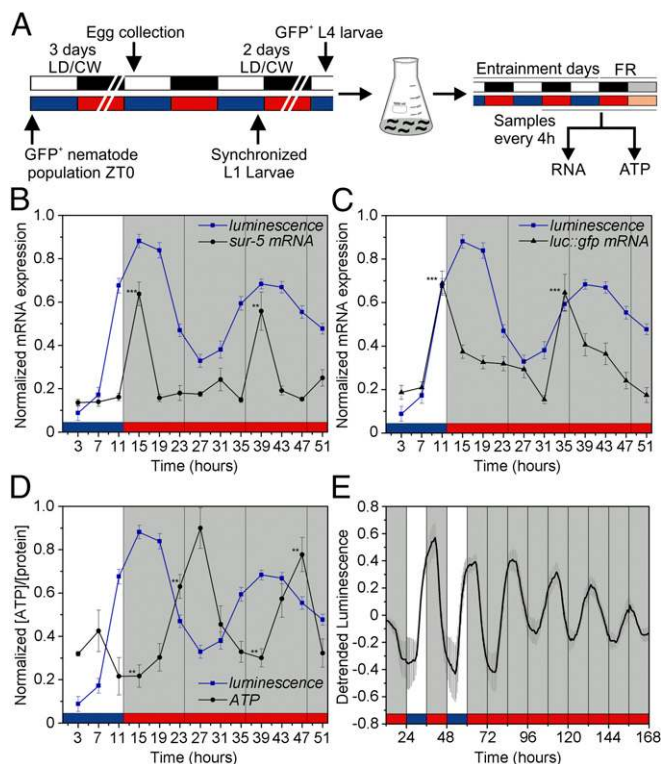 A
Egg collection
GFP⁺ L4 larvae
3 days
LD/CW
2 days
LD/CW
Entrainment days
FR
Samples
every 4h
GFP⁺ nematode
population ZT0
Synchronized
L1 Larvae
RNA
ATP
B
luminescence
sur-5 mRNA
Normalized mRNA expression
1.0
0.8
0.6
0.4
0.2
0.0
***
**
3 7 11 15 19 23 27 31 35 39 43 47 51
Time (hours)
C
luminescence
luc::gfp mRNA
Normalized mRNA expression
1.0
0.8
0.6
0.4
0.2
0.0
***
***
3 7 11 15 19 23 27 31 35 39 43 47 51
Time (hours)
D
Normalized [ATP]/[protein]
1.0
0.8
0.6
0.4
0.2
0.0
**
**
**
**
luminescence
ATP
3 7 11 15 19 23 27 31 35 39 43 47 51
Time (hours)
E
Detrended Luminescence
0.8
0.6
0.4
0.2
-0
-0.2
-0.4
-0.6
-0.8
24 48 72 96 120 144 168
Time (hours)